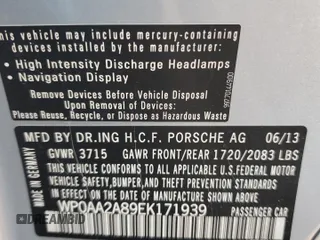 this vehicle may include mercury-containing
devices installed by the manufacturer:
• High Intensity Discharge Headlamps
• Navigation Display
Remove Devices Before Vehicle Disposal
Upon Removal of Devices
Please Reuse, Recycle, or Dispose as Hazardous Waste
MADE IN GERMANY
MFD. BY DR.ING H.C.F. PORSCHE AG 06/13
GVWR 3715 GAWR FRONT/REAR 1720/2083 LBS
THIS VEHICLE CONFORMS TO ALL APPLICABLE U.S.FEDERAL MOTOR
VEHICLE SAFETY, BUMPER, AND THEFT PREVENTION STANDARDS IN
EFFECT ON THE DATE OF MANUFACTURE SHOWN ABOVE.
WP0AA2A89EK171939 PASSENGER CAR